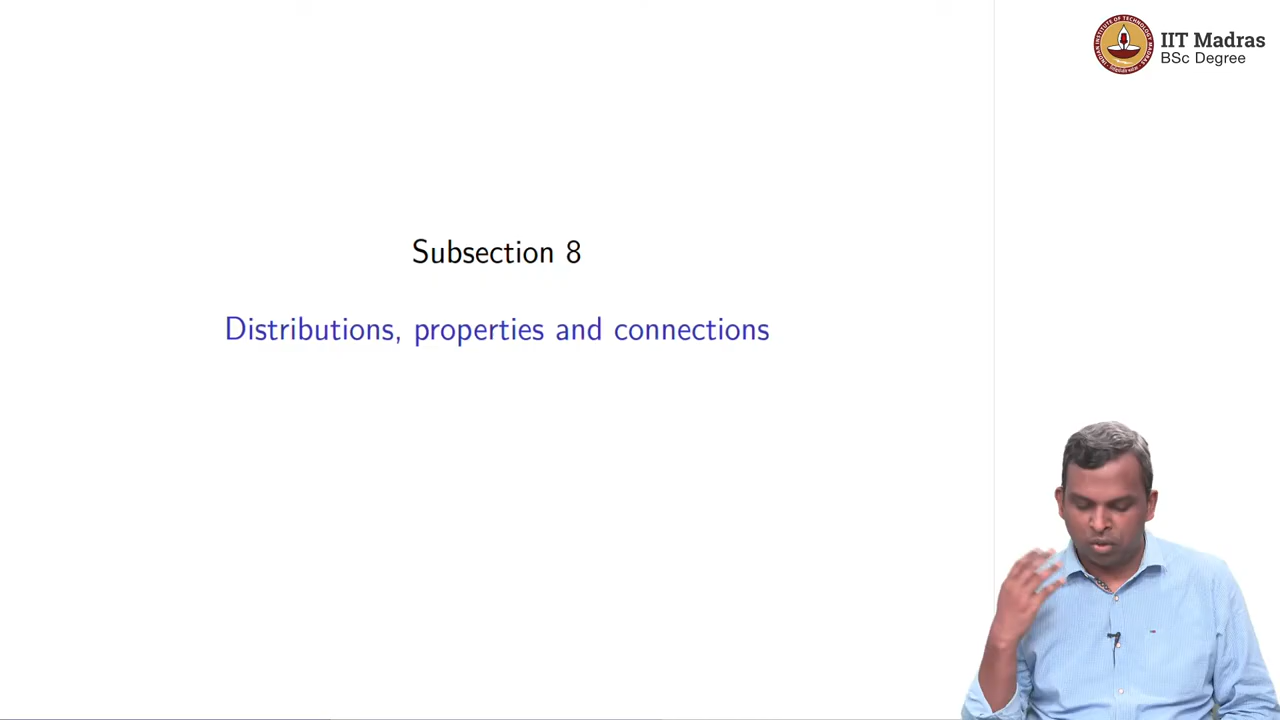 IIT Madras
BSc Degree
Subsection 8
Distributions, properties and connections